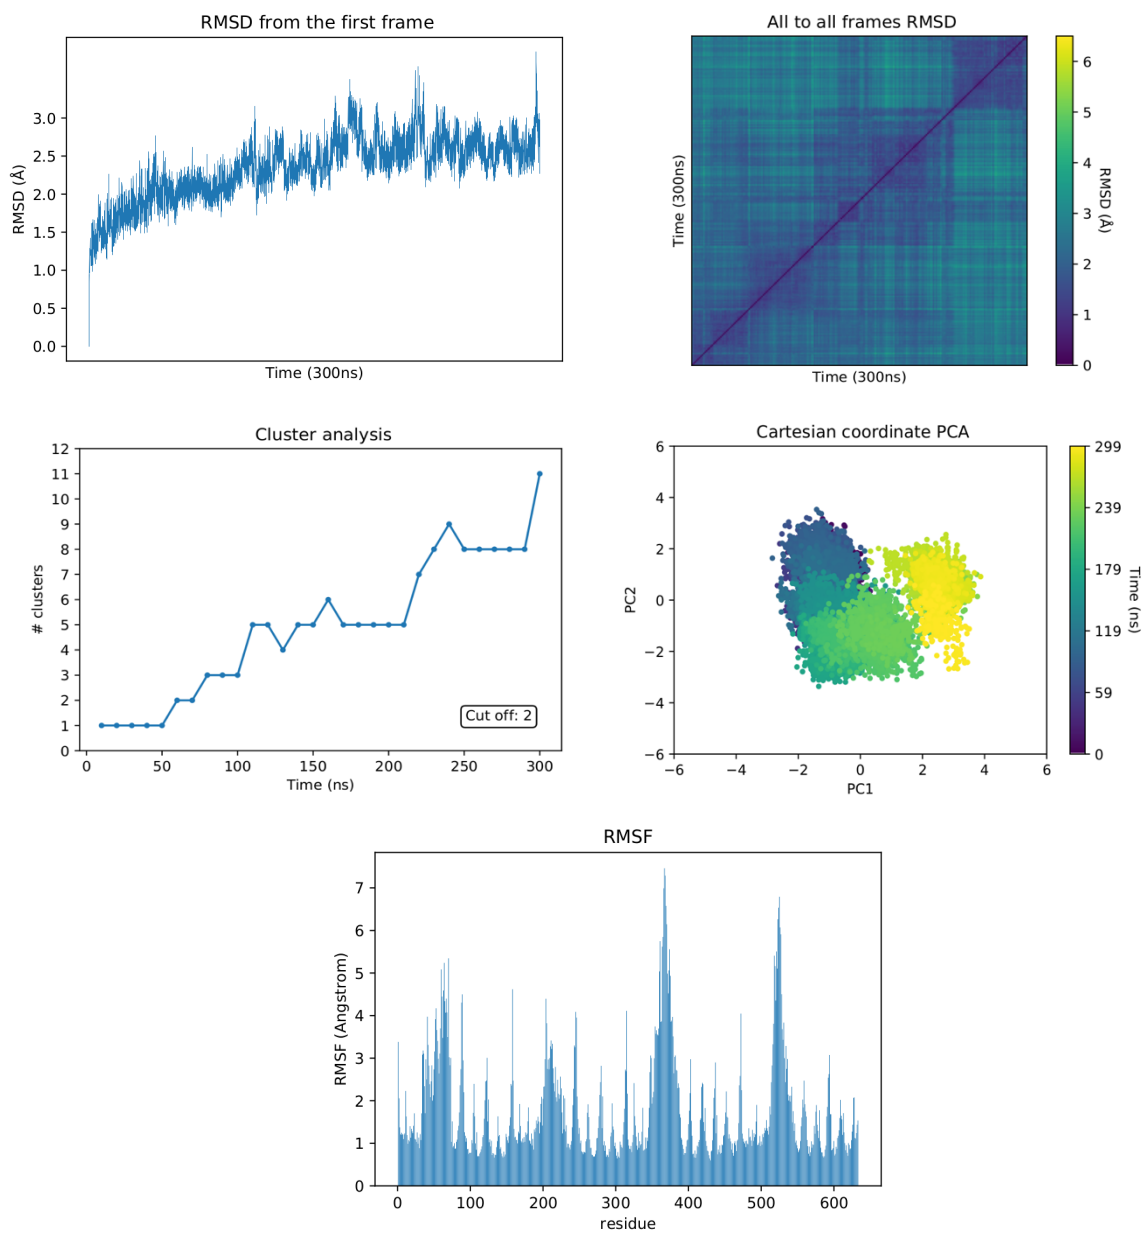 RMSD from the first frame
3.0
2.5
2.0
1.5
1.0
0.5
0.0
RMSD (Å)
Time (300ns)
All to all frames RMSD
Time (300ns)
Time (300ns)
6
5
4
3
2
1
0
RMSD (Å)
Cluster analysis
12
11
10
9
8
7
6
5
4
3
2
1
0
# clusters
Cut off: 2
0 50 100 150 200 250 300
Time (ns)
Cartesian coordinate PCA
6
4
2
0
−2
−4
−6
PC2
−6 −4 −2 0 2 4 6
PC1
299
239
179
119
59
0
Time (ns)
RMSF
7
6
5
4
3
2
1
0
RMSF (Angstrom)
0 100 200 300 400 500 600
residue